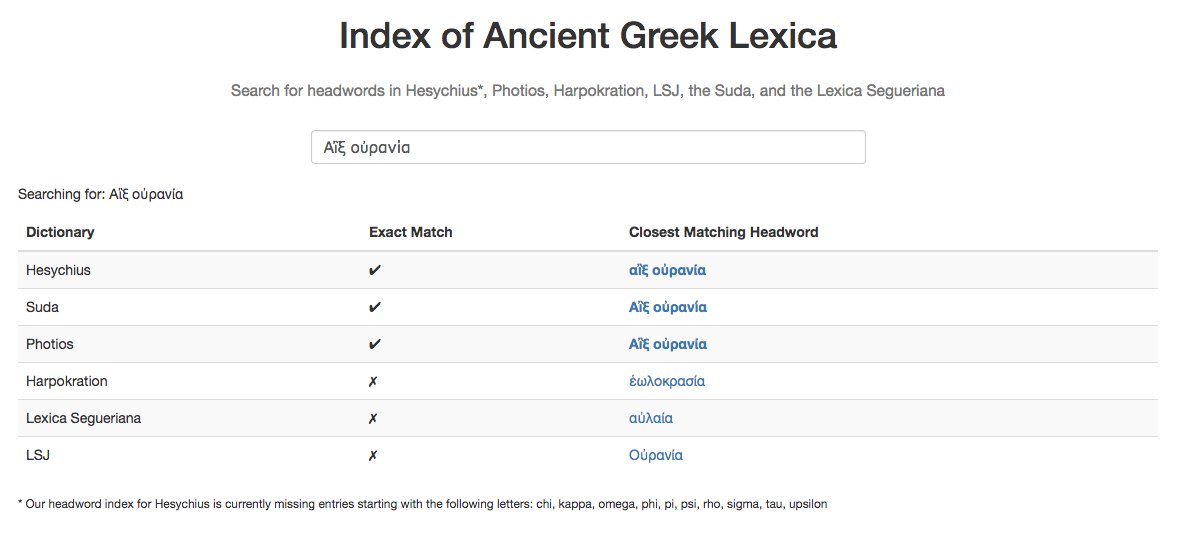 Index of Ancient Greek Lexica
Search for headwords in Hesychius*, Photios, Harpokration, LSJ, the Suda, and the Lexica Segueriana
Αἴξ οὐρανία
Searching for: Αἴξ οὐρανία
Dictionary Exact Match Closest Matching Headword
Hesychius ✔ αἴξ οὐρανία
Suda ✔ Αἴξ οὐρανία
Photios ✔ Αἴξ οὐρανία
Harpokration ✗ ἑωλοκρασία
Lexica Segueriana ✗ αὐλαία
LSJ ✗ Οὐρανία
* Our headword index for Hesychius is currently missing entries starting with the following letters: chi, kappa, omega, phi, pi, psi, rho, sigma, tau, upsilon